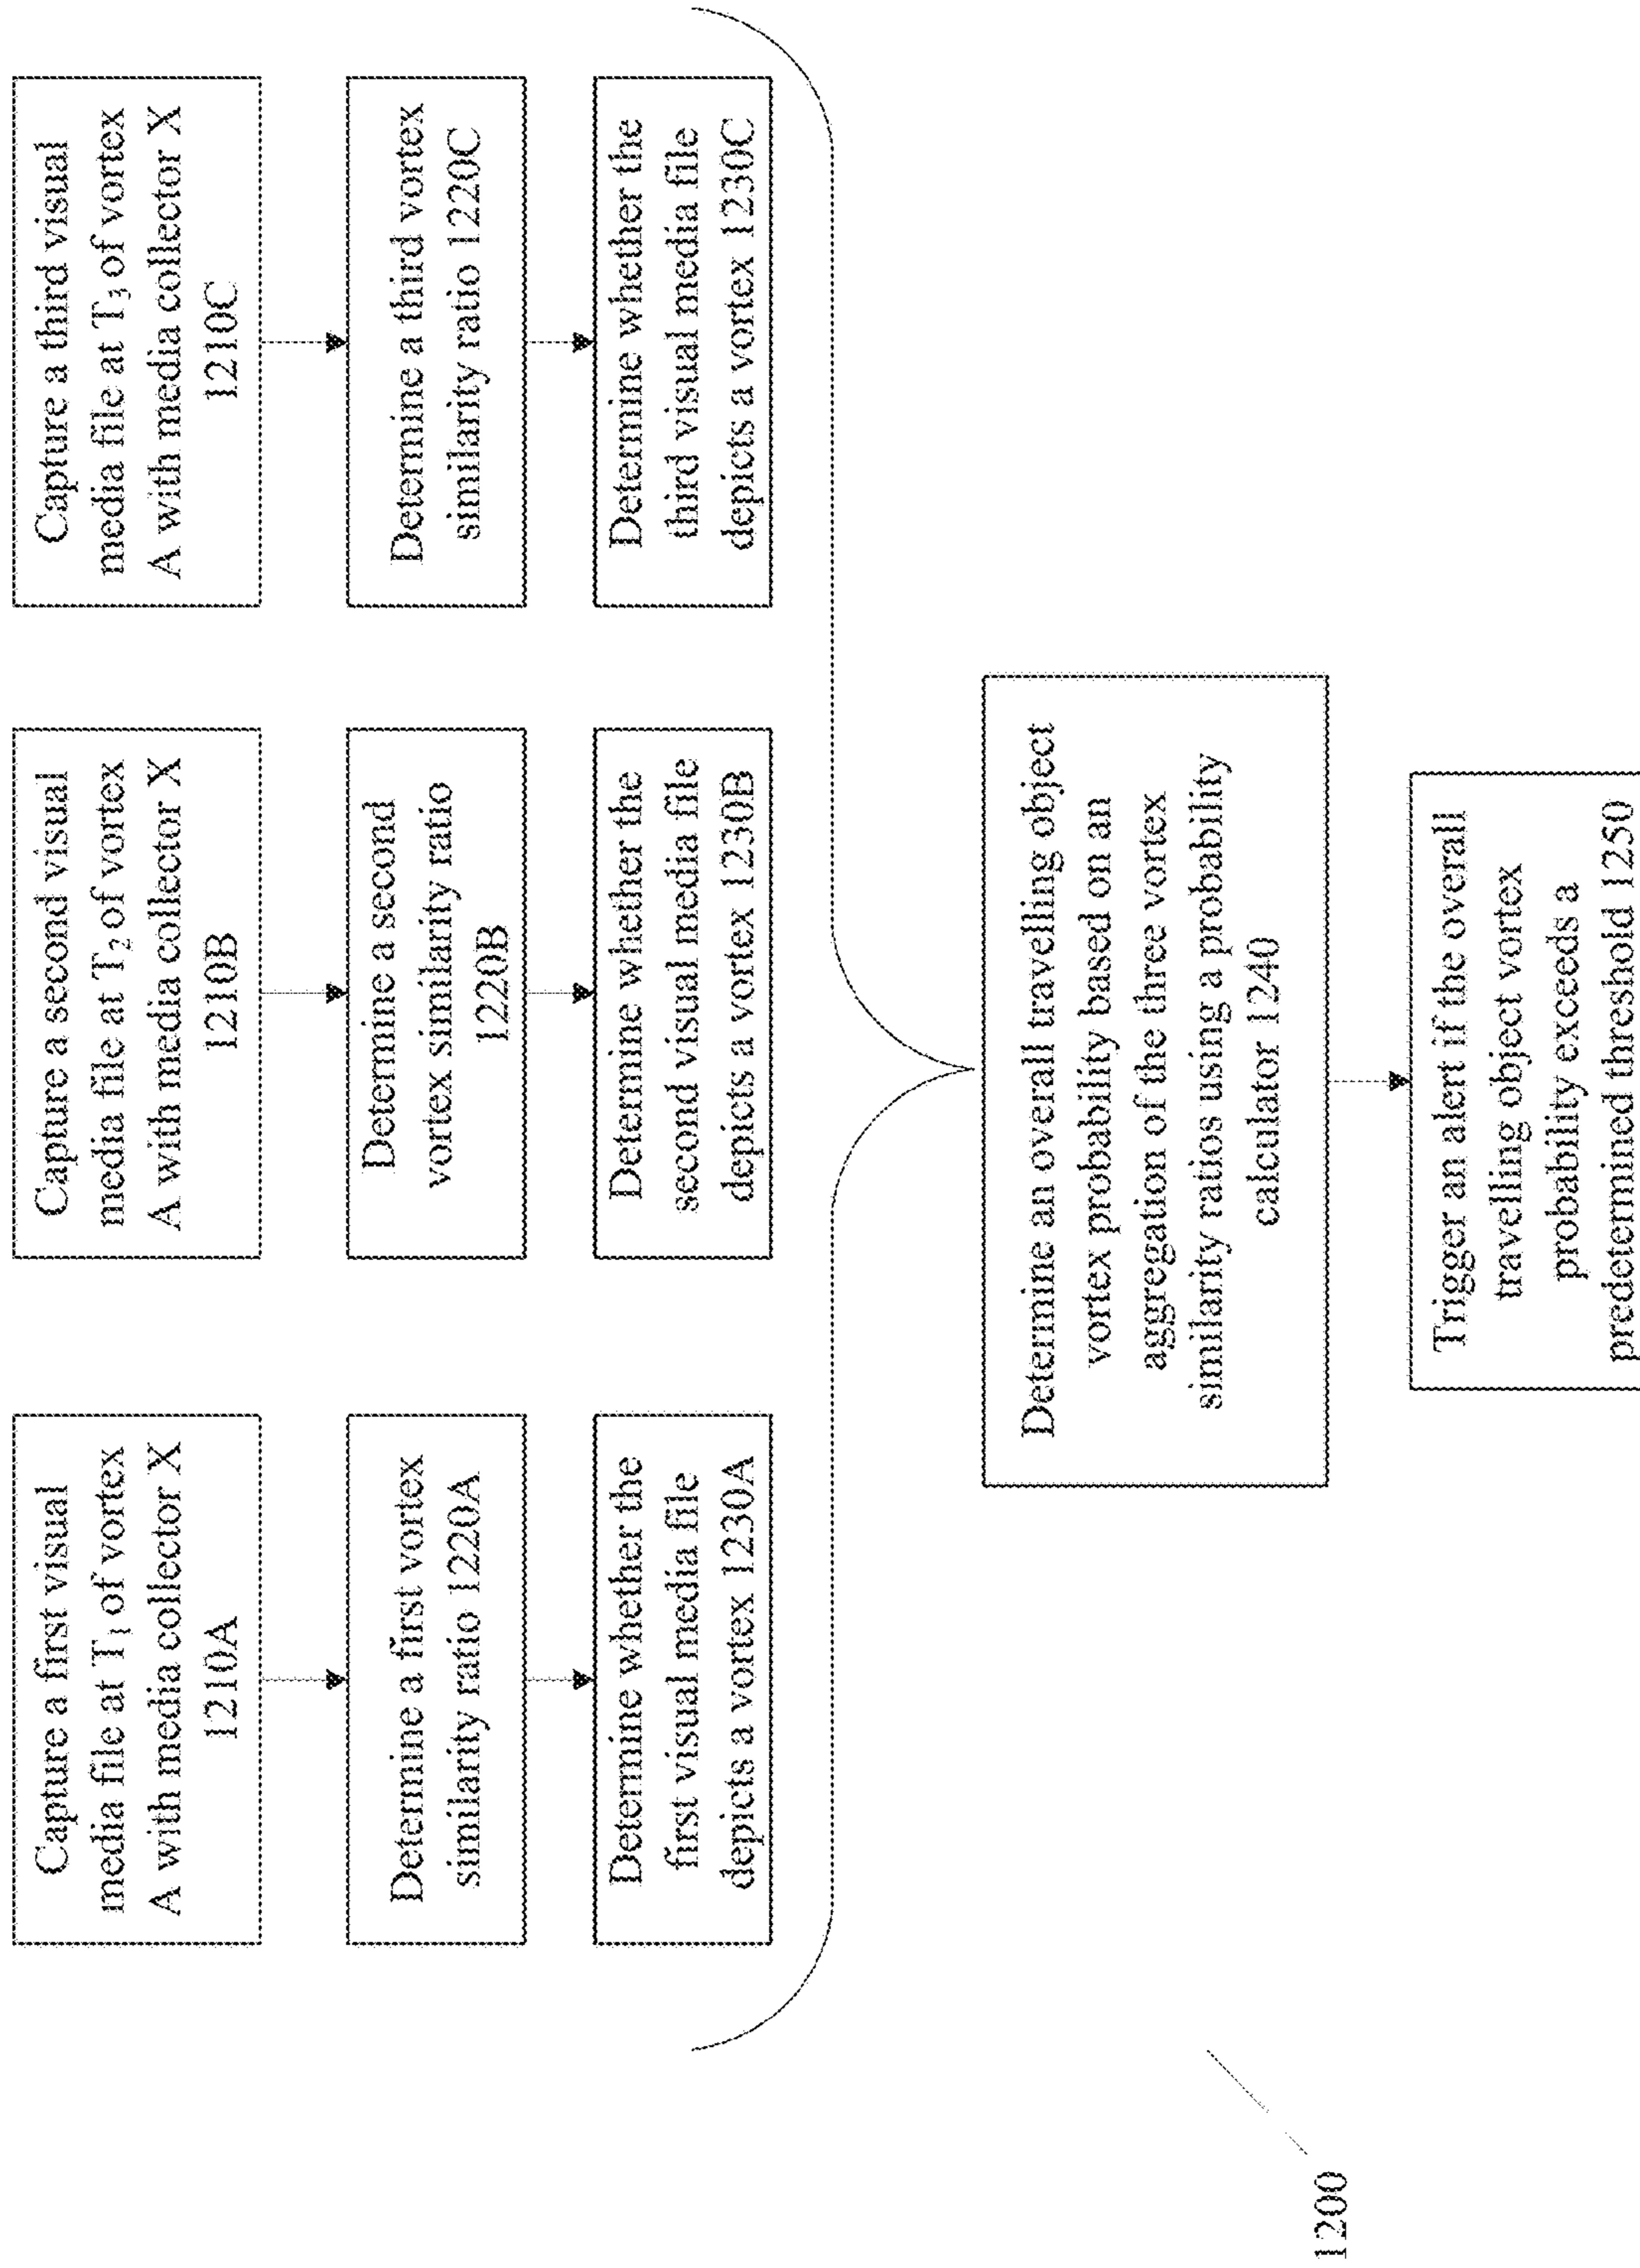 Capture a first visual
media file at T1 of vortex
A with media collector X
1210A
Determine a first vortex
similarity ratio 1220A
Determine whether the
first visual media file
depicts a vortex 1230A
Capture a second visual
media file at T2 of vortex
A with media collector X
1210B
Determine a second
vortex similarity ratio
1220B
Determine whether the
second visual media file
depicts a vortex 1230B
Capture a third visual
media file at T3 of vortex
A with media collector X
1210C
Determine a third vortex
similarity ratio 1220C
Determine whether the
third visual media file
depicts a vortex 1230C
Determine an overall travelling object
vortex probability based on an
aggregation of the three vortex
similarity ratios using a probability
calculator 1240
Trigger an alert if the overall
travelling object vortex
probability exceeds a
predetermined threshold 1250
1200